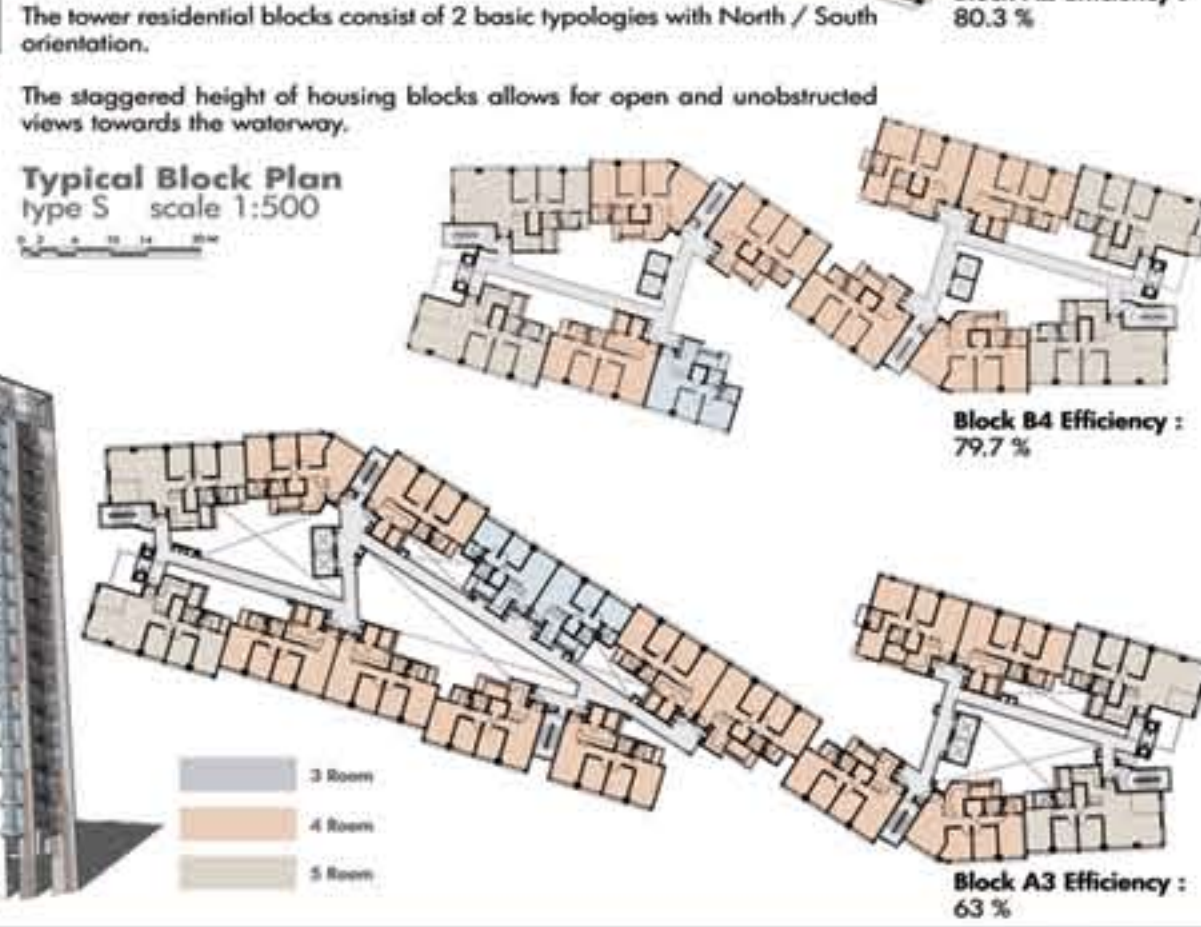 The tower residential blocks consist of 2 basic typologies with North / South
orientation.
The staggered height of housing blocks allows for open and unobstructed
views towards the waterway.
Typical Block Plan
type S scale 1:500
80.3 %
Block B4 Efficiency :
79.7 %
3 Room
4 Room
5 Room
Block A3 Efficiency :
63 %